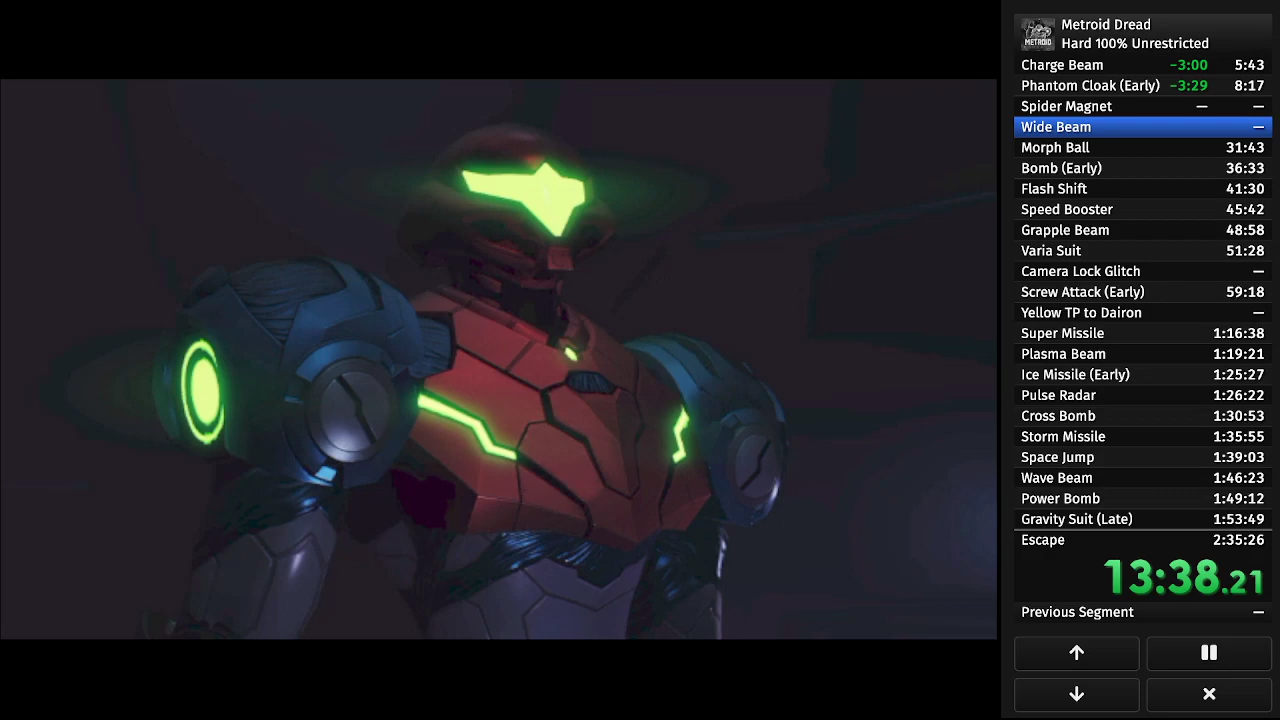 Metroid Dread
Hard 100% Unrestricted
METROID
Charge Beam −3:00 5:43
Phantom Cloak (Early) −3:29 8:17
Spider Magnet — —
Wide Beam —
Morph Ball 31:43
Bomb (Early) 36:33
Flash Shift 41:30
Speed Booster 45:42
Grapple Beam 48:58
Varia Suit 51:28
Camera Lock Glitch —
Screw Attack (Early) 59:18
Yellow TP to Dairon —
Super Missile 1:16:38
Plasma Beam 1:19:21
Ice Missile (Early) 1:25:27
Pulse Radar 1:26:22
Cross Bomb 1:30:53
Storm Missile 1:35:55
Space Jump 1:39:03
Wave Beam 1:46:23
Power Bomb 1:49:12
Gravity Suit (Late) 1:53:49
Escape 2:35:26
13:38.21
Previous Segment —